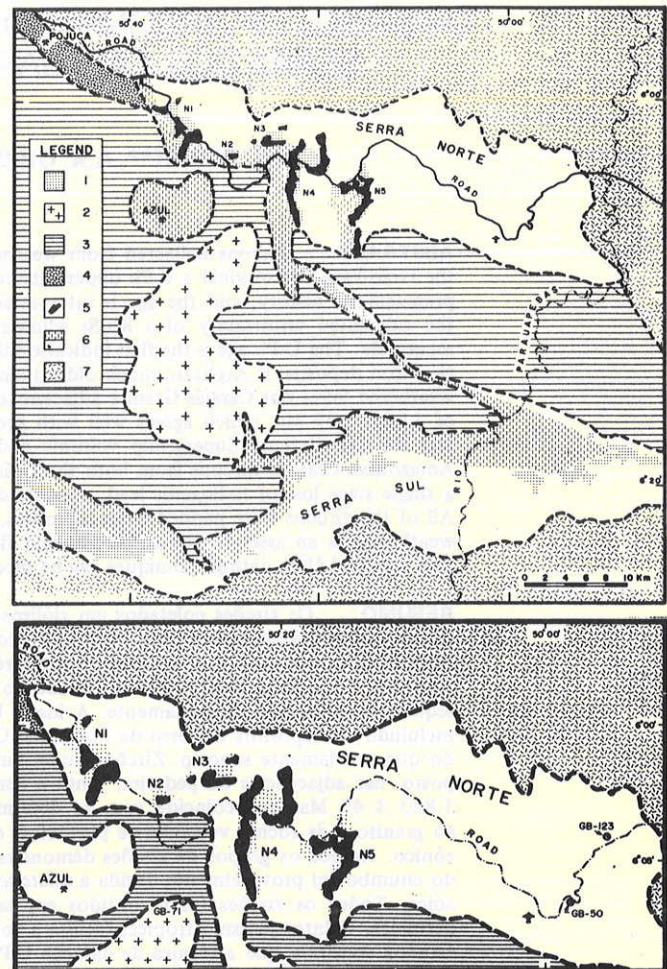 50°40'
50°00'
POJUCA
ROAD
6°00'
N1
N2
N3
SERRA
NORTE
N4
N5
ROAD
LEGEND
1
2
3
4
5
6
7
AZUL
PARAUAPEBAS
RIO
6°20'
SERRA SUL
0 2 4 6 8 10 Km
50°20'
50°00'
ROAD
6°00'
N1
N2
N3
SERRA
NORTE
N4
N5
ROAD
GB-123
6°05'
GB-50
AZUL
GB-71